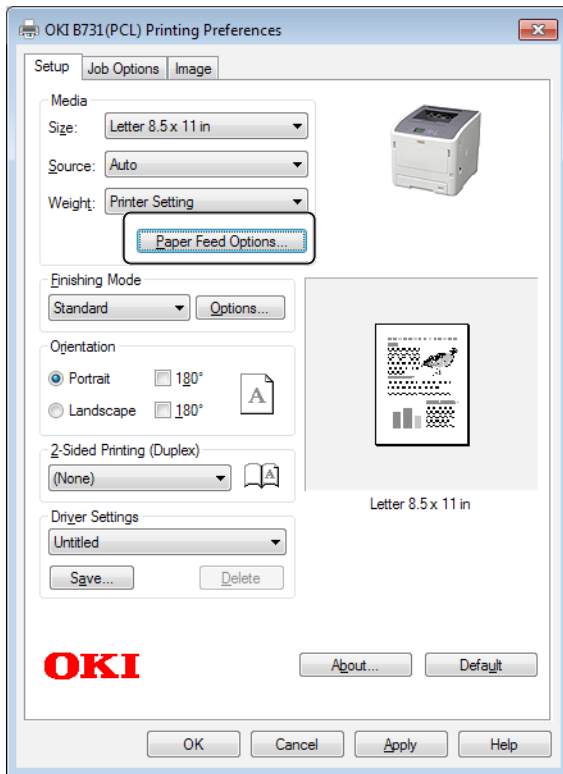 OKI B731(PCL) Printing Preferences
Setup Job Options Image
Media
Size: Letter 8.5 x 11 in
Source: Auto
Weight: Printer Setting
Paper Feed Options...
Finishing Mode
Standard Options...
Orientation
Portrait 180°
Landscape 180°
A
2-Sided Printing (Duplex)
(None) A
Letter 8.5 x 11 in
Driver Settings
Untitled
Save... Delete
OKI About... Default
OK Cancel Apply Help